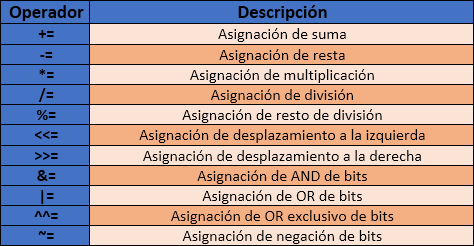 Operador Descripción
+= Asignación de suma
-= Asignación de resta
*= Asignación de multiplicación
/= Asignación de división
%= Asignación de resto de división
<<= Asignación de desplazamiento a la izquierda
>>= Asignación de desplazamiento a la derecha
&= Asignación de AND de bits
|= Asignación de OR de bits
^^= Asignación de OR exclusivo de bits
~= Asignación de negación de bits